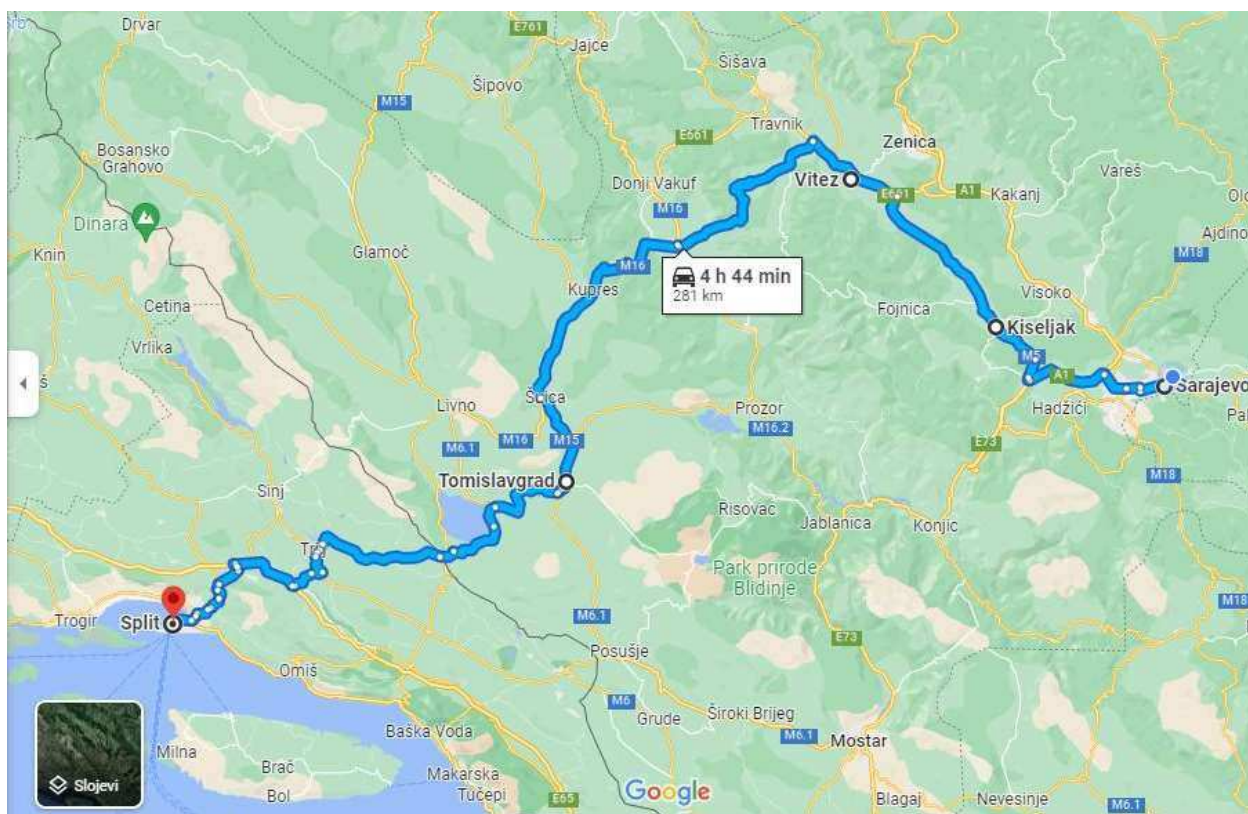 Drvar
E761
Jajce
Šišava
Šipovo
M15
Travnik
E661
Zenica
Bosansko
Grahovo
Vitez
Vareš
Donji Vakuf
E661
A1
Kakanj
M16
Dinara
Knin
Glamoč
M18
M16
4 h 44 min
281 km
Kupres
Visoko
Cetina
Fojnica
Kiseljak
Vrlika
M5
A1
Sarajevo
Livno
Prozor
Hadžići
M6.1
M16
M15
M16.2
E73
M18
Tomislavgrad
Sinj
Risovac
Jablanica
Konjic
Park prirode
Blidinje
M18
Trogir
Split
M6.1
E73
Omiš
Posušje
M6
Grude
Široki Brijeg
M6.1
Mostar
Baška Voda
Milna
Brač
Bol
Makarska
Tučepi
E65
Google
Blagaj
Nevesinje
M6.1
Slojevi